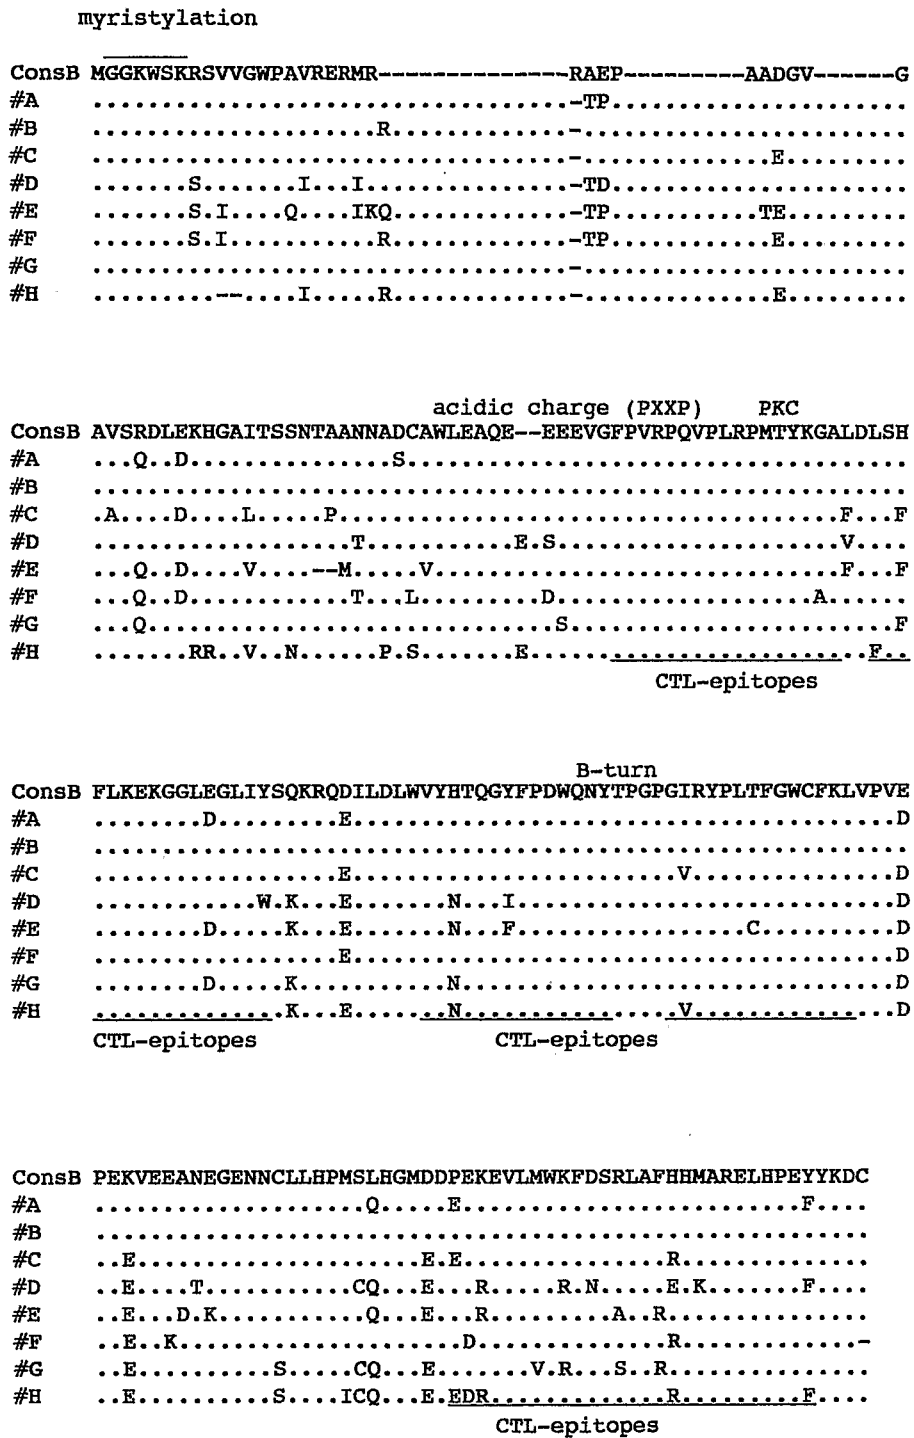 myristylation
ConsB MGGKWSKRSVVGWPAVRERMR--------------RAEP---------AADGV------G
#A ...................................-TP......................
#B .....................R.............-........................
#C ...................................-..............E.........
#D .......S.......I...I...............-TD......................
#E .......S.I....Q....IKQ.............-TP...........TE.........
#F .......S.I...........R.............-TP............E.........
#G ...................................-........................
#H .........--....I.....R.............-..............E.........
acidic charge (PXXP) PKC
ConsB AVSRDLEKHGAITSSNTAANNADCAWLEAQE--EEEVGFPVRPQVPLRPMTYKGALDLSH
#A ...Q..D...............S.....................................
#B ............................................................
#C .A....D....L.....P.....................................F...F
#D ...................T...........E.S.....................V....
#E ...Q..D....V....--M.....V..............................F...F
#F ...Q..D............T...L.........D...................A......
#G ...Q..............................S........................F
#H .......RR..V..N......P.S.......E.........................F..
CTL-epitopes
B-turn
ConsB FLKEKGGLEGLIYSQKRQDILDLWVYHTQGYFPDWQNYTPGPGIRYPLTFGWCFKLVPVE
#A ........D.........E........................................D
#B ............................................................
#C ..................E........................V...............D
#D ............W.K...E.......N...I............................D
#E ........D.....K...E.......N...F.................C..........D
#F ..................E........................................D
#G ........D.....K...........N................................D
#H ..............K...E.......N................V...............D
CTL-epitopes CTL-epitopes
ConsB PEKVEEANEGENNCLLHPMSLHGMDDPEKEVLMWKFDSRLAFHHMARELHPEYYKDC
#A ....................Q.....E.........................F....
#B .........................................................
#C ..E.....................E.E...............R..............
#D ..E....T...........CQ...E...R.....R.N.....E.K.......F....
#E ..E...D.K...........Q...E...R.........A..R...............
#F ..E..K.....................D..............R.............-
#G ..E..........S.....CQ...E.......V.R...S..R...............
#H ..E..........S....ICQ...E.EDR.............R.........F....
CTL-epitopes